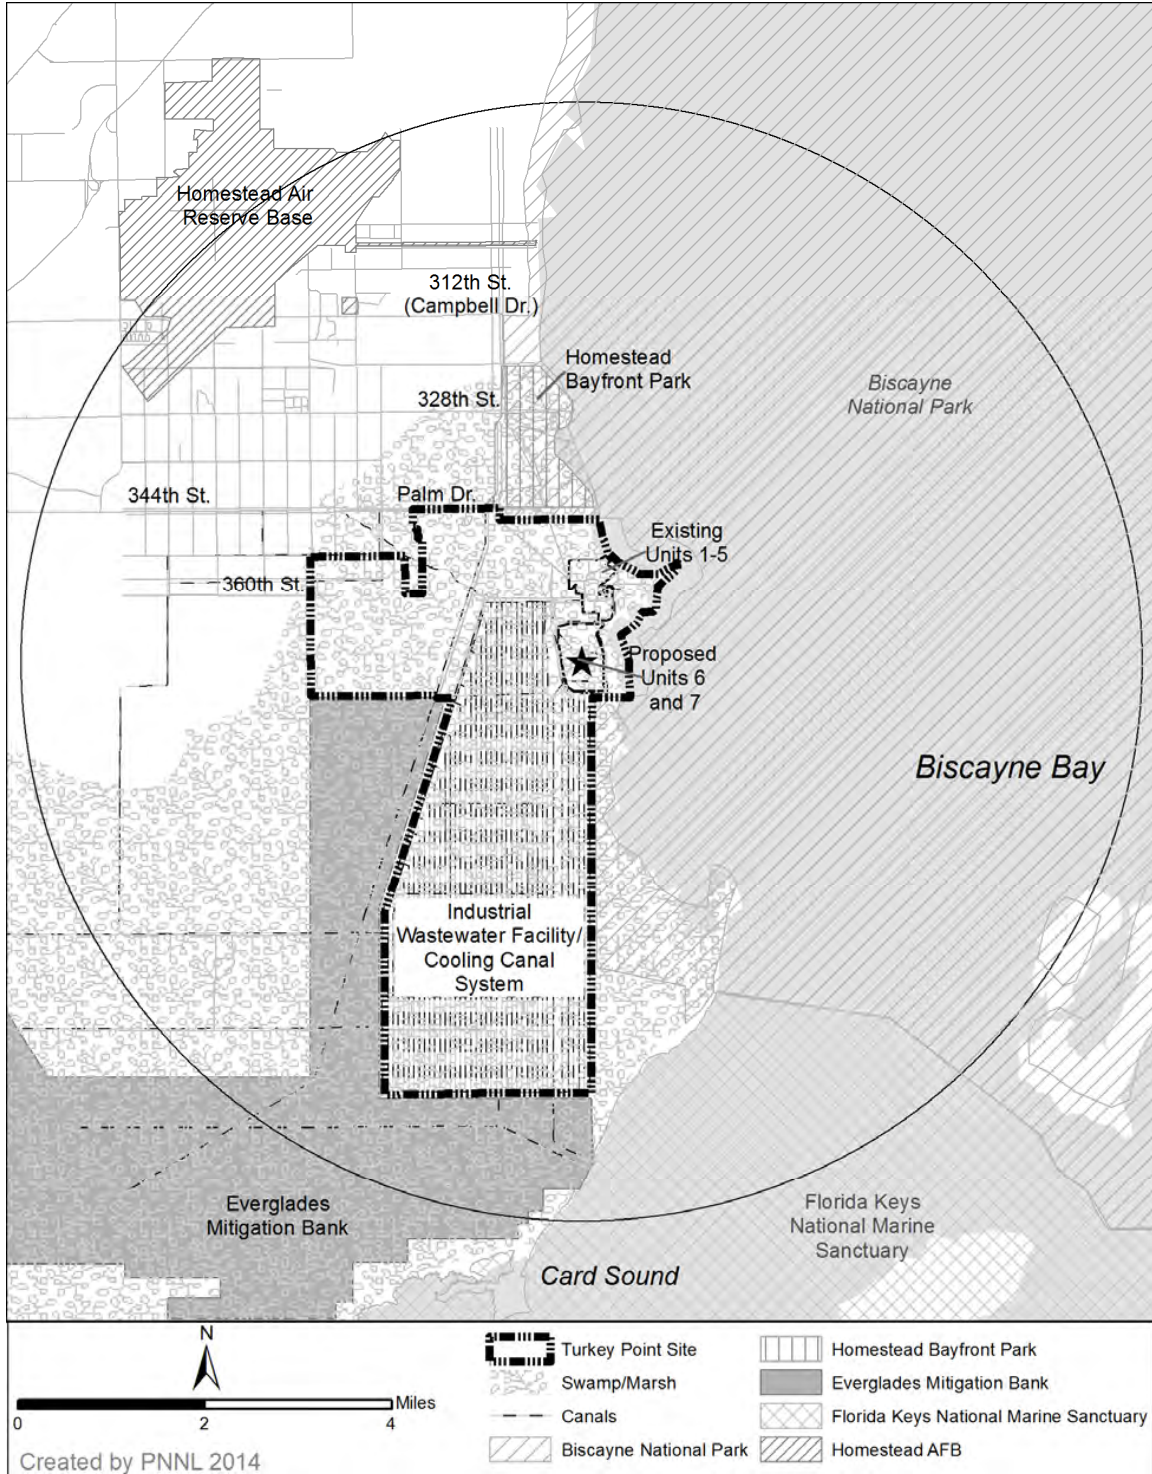 Homestead Air
Reserve Base
312th St.
(Campbell Dr.)
Homestead
Bayfront Park
Biscayne
National Park
328th St.
344th St.
Palm Dr.
Existing
Units 1-5
360th St.
Proposed
Units 6
and 7
Biscayne Bay
Industrial
Wastewater Facility/
Cooling Canal
System
Everglades
Mitigation Bank
Florida Keys
National Marine
Sanctuary
Card Sound
N
Miles
0 2 4
Created by PNNL 2014
Turkey Point Site
Swamp/Marsh
Canals
Biscayne National Park
Homestead Bayfront Park
Everglades Mitigation Bank
Florida Keys National Marine Sanctuary
Homestead AFB